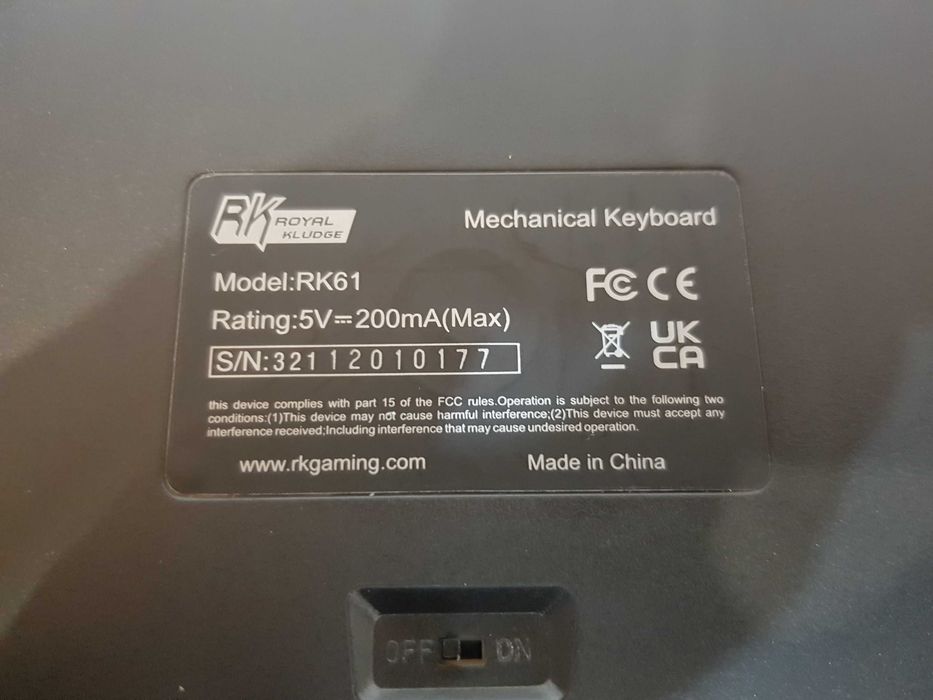 RK ROYAL
KLUDGE
Mechanical Keyboard
Model:RK61
FC CE
Rating:5V⎓200mA(Max)
UK
CA
S/N:32112010177
this device complies with part 15 of the FCC rules.Operation is subject to the following two
conditions:(1)This device may not cause harmful interference;(2)This device must accept any
interference received;Including interference that may cause undesired operation.
www.rkgaming.com
Made in China
OFF ON